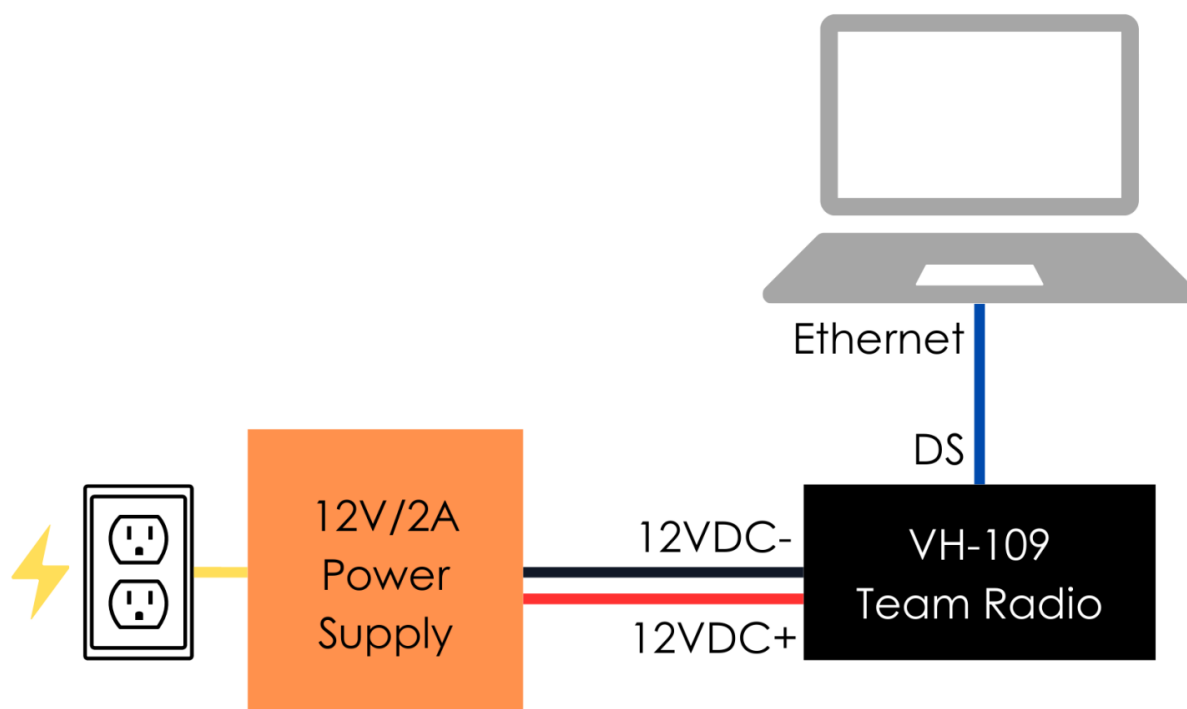 Ethernet
DS
12V/2A
Power
Supply
12VDC-
12VDC+
VH-109
Team Radio